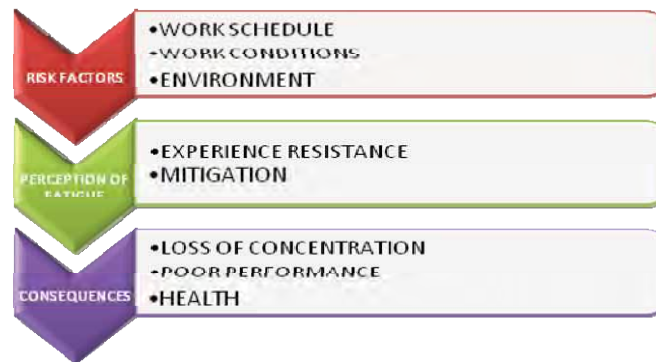 RISK FACTORS
•WORK SCHEDULE
•WORK CONDITIONS
•ENVIRONMENT
PERCEPTION OF
FATIGUE
•EXPERIENCE RESISTANCE
•MITIGATION
CONSEQUENCES
•LOSS OF CONCENTRATION
•POOR PERFORMANCE
•HEALTH